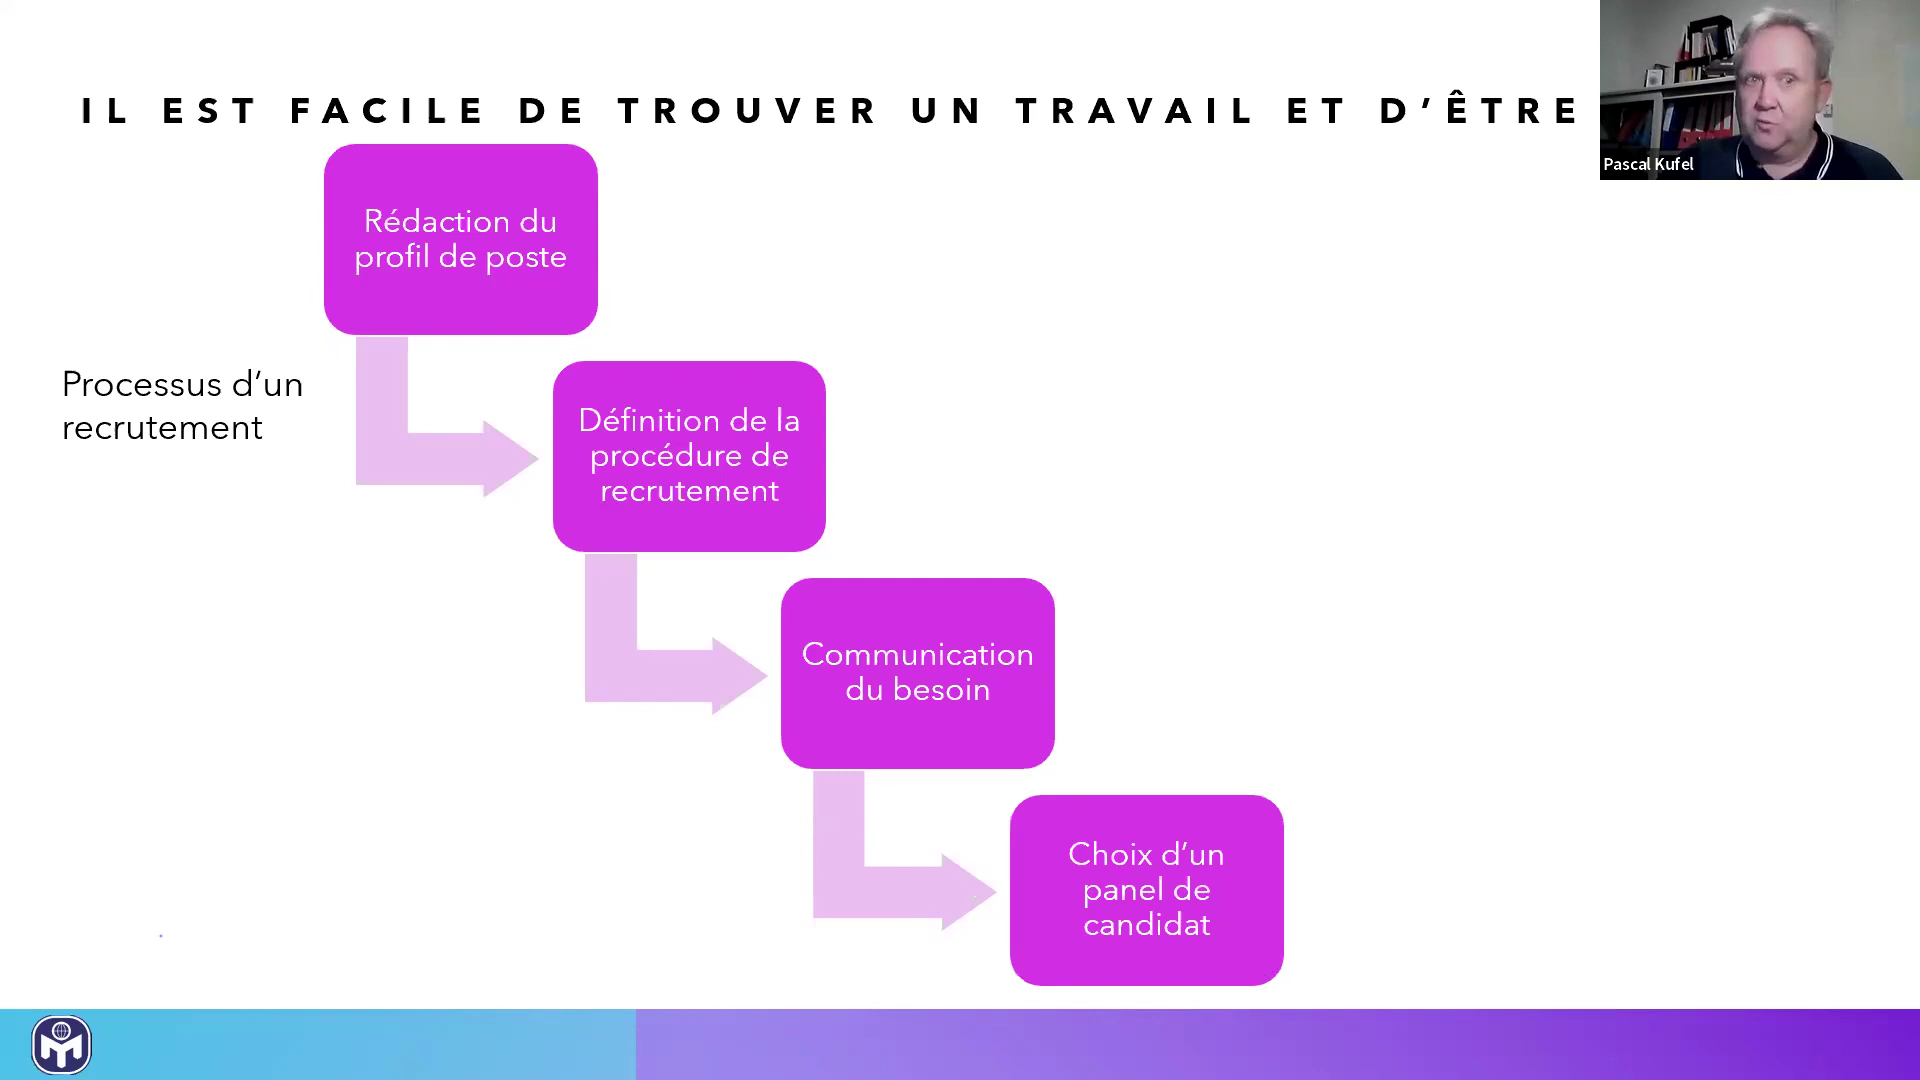 IL EST FACILE DE TROUVER UN TRAVAIL ET D’ÊTRE
Pascal Kufel
Rédaction du
profil de poste
Processus d’un
recrutement
Définition de la
procédure de
recrutement
Communication
du besoin
Choix d’un
panel de
candidat